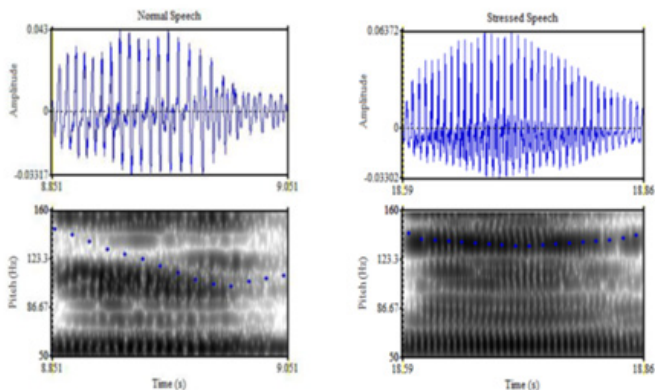 Normal Speech
0.043
Amplitude
0
-0.03317
8.851
9.051
Stressed Speech
0.06372
Amplitude
0
-0.03302
18.59
18.86
160
Pitch (Hz)
123.3
86.67
50
8.851
Time (s)
9.051
160
Pitch (Hz)
123.3
86.67
50
18.59
Time (s)
18.86